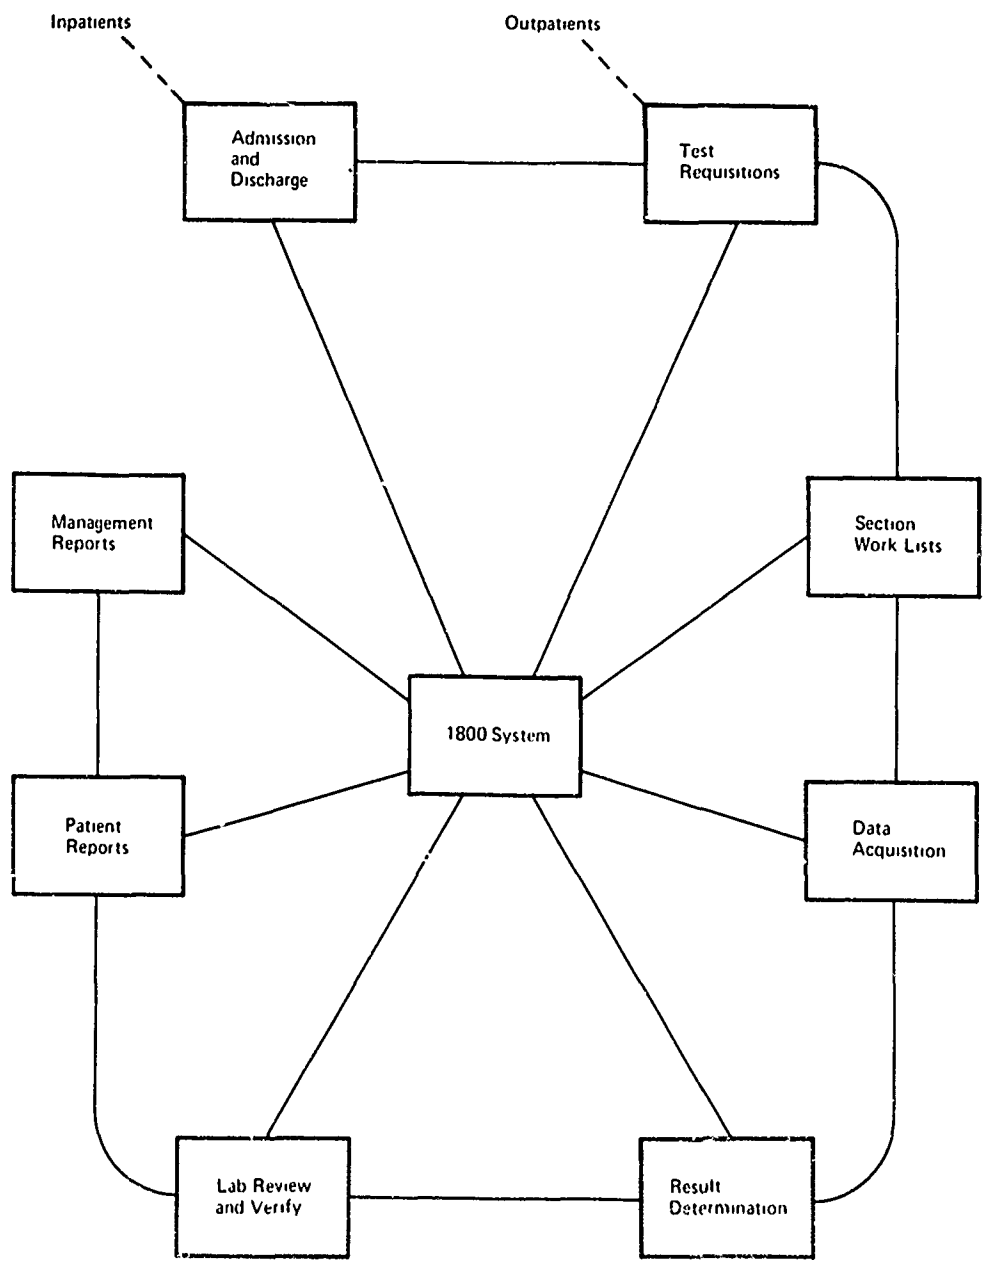 Inpatients
Outpatients
Admission
and
Discharge
Test
Requisitions
Management
Reports
Section
Work Lists
1800 System
Patient
Reports
Data
Acquisition
Lab Review
and Verify
Result
Determination